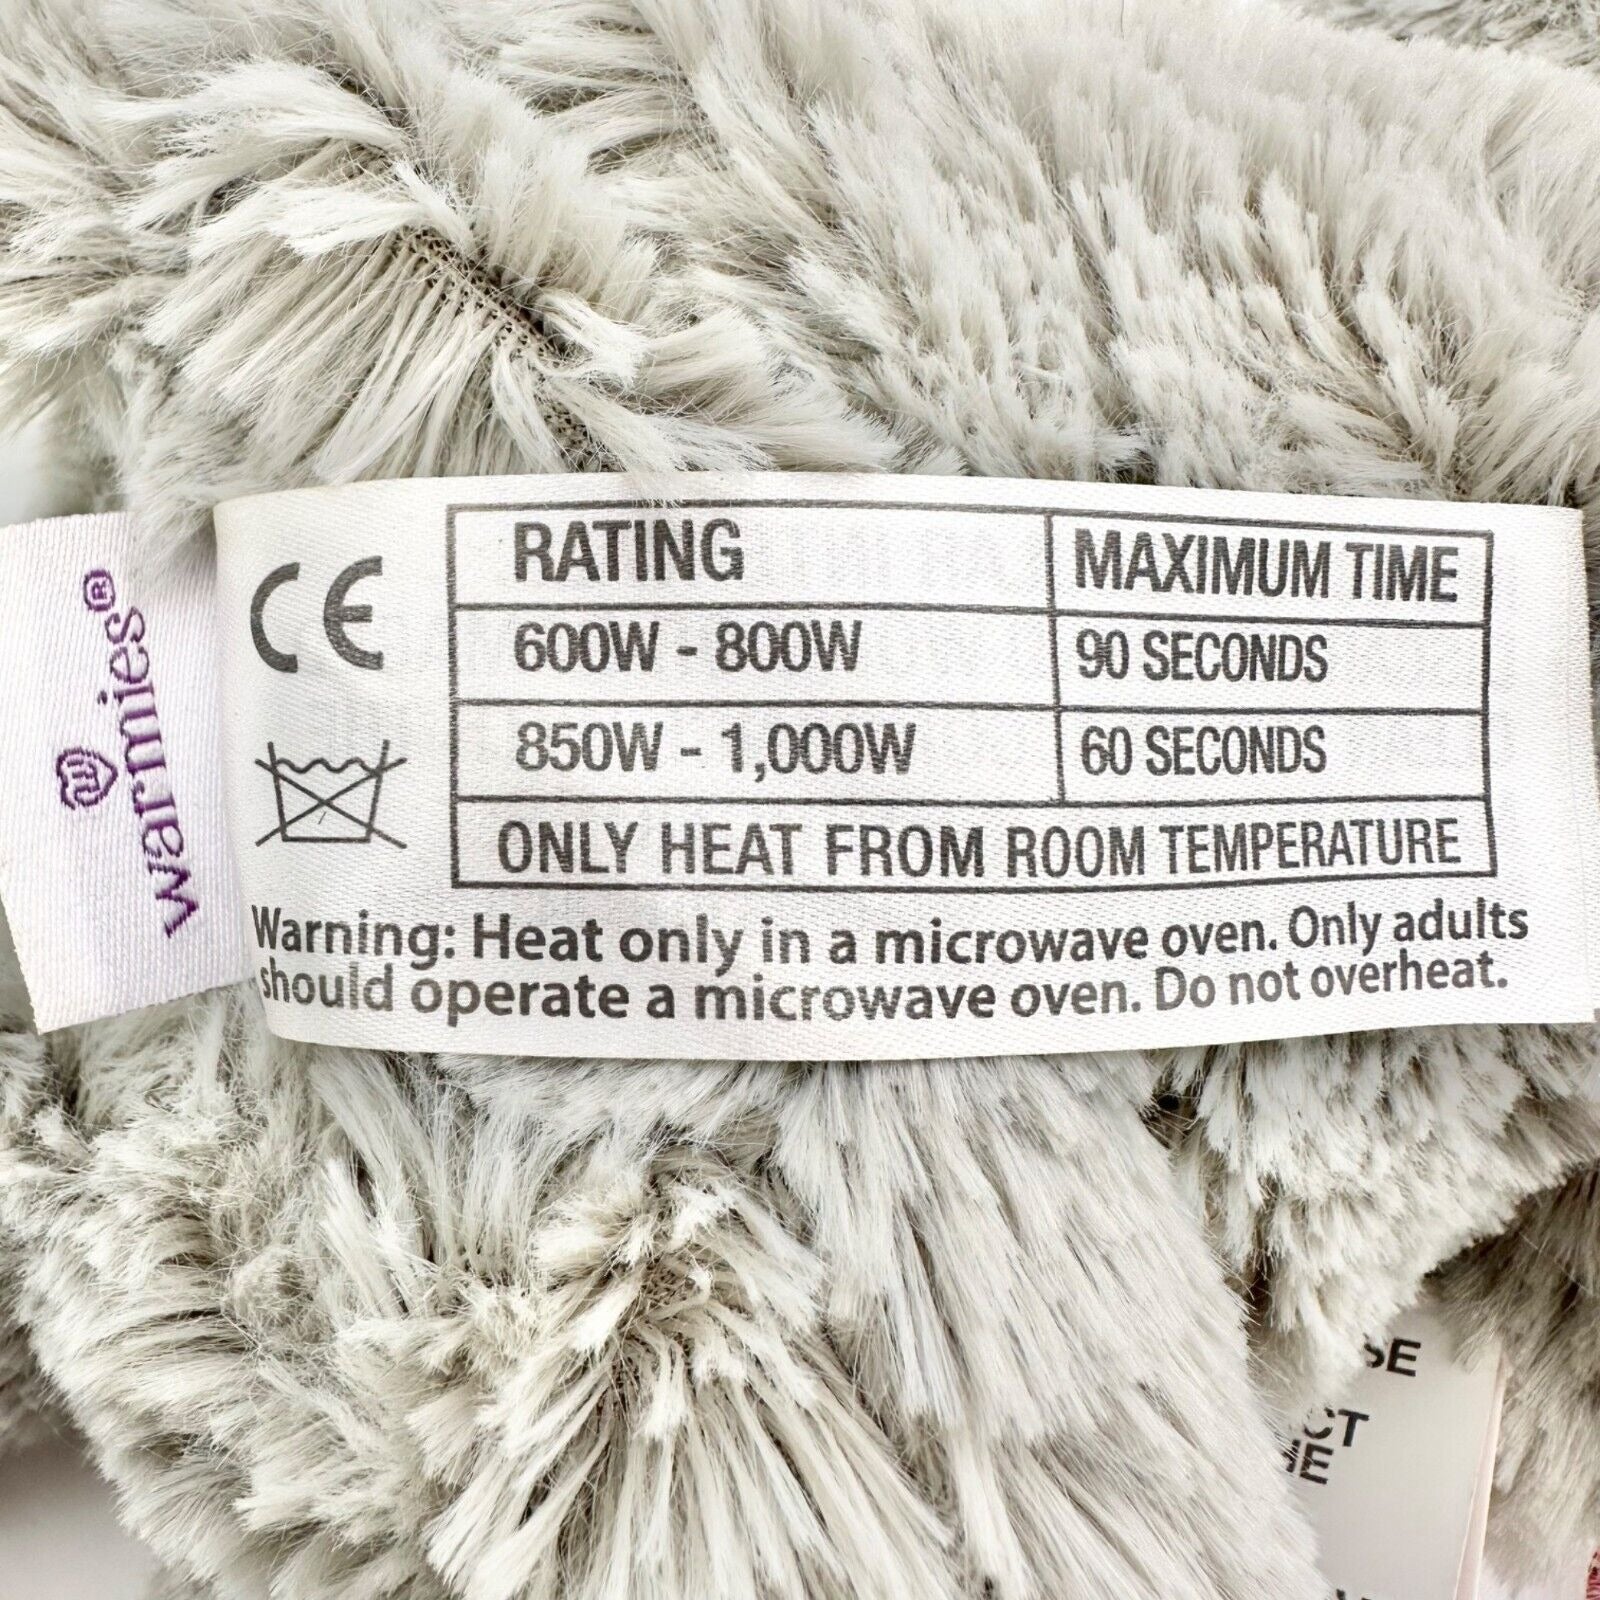 warmies®
CE
RATING MAXIMUM TIME
600W - 800W 90 SECONDS
850W - 1,000W 60 SECONDS
ONLY HEAT FROM ROOM TEMPERATURE
Warning: Heat only in a microwave oven. Only adults
should operate a microwave oven. Do not overheat.